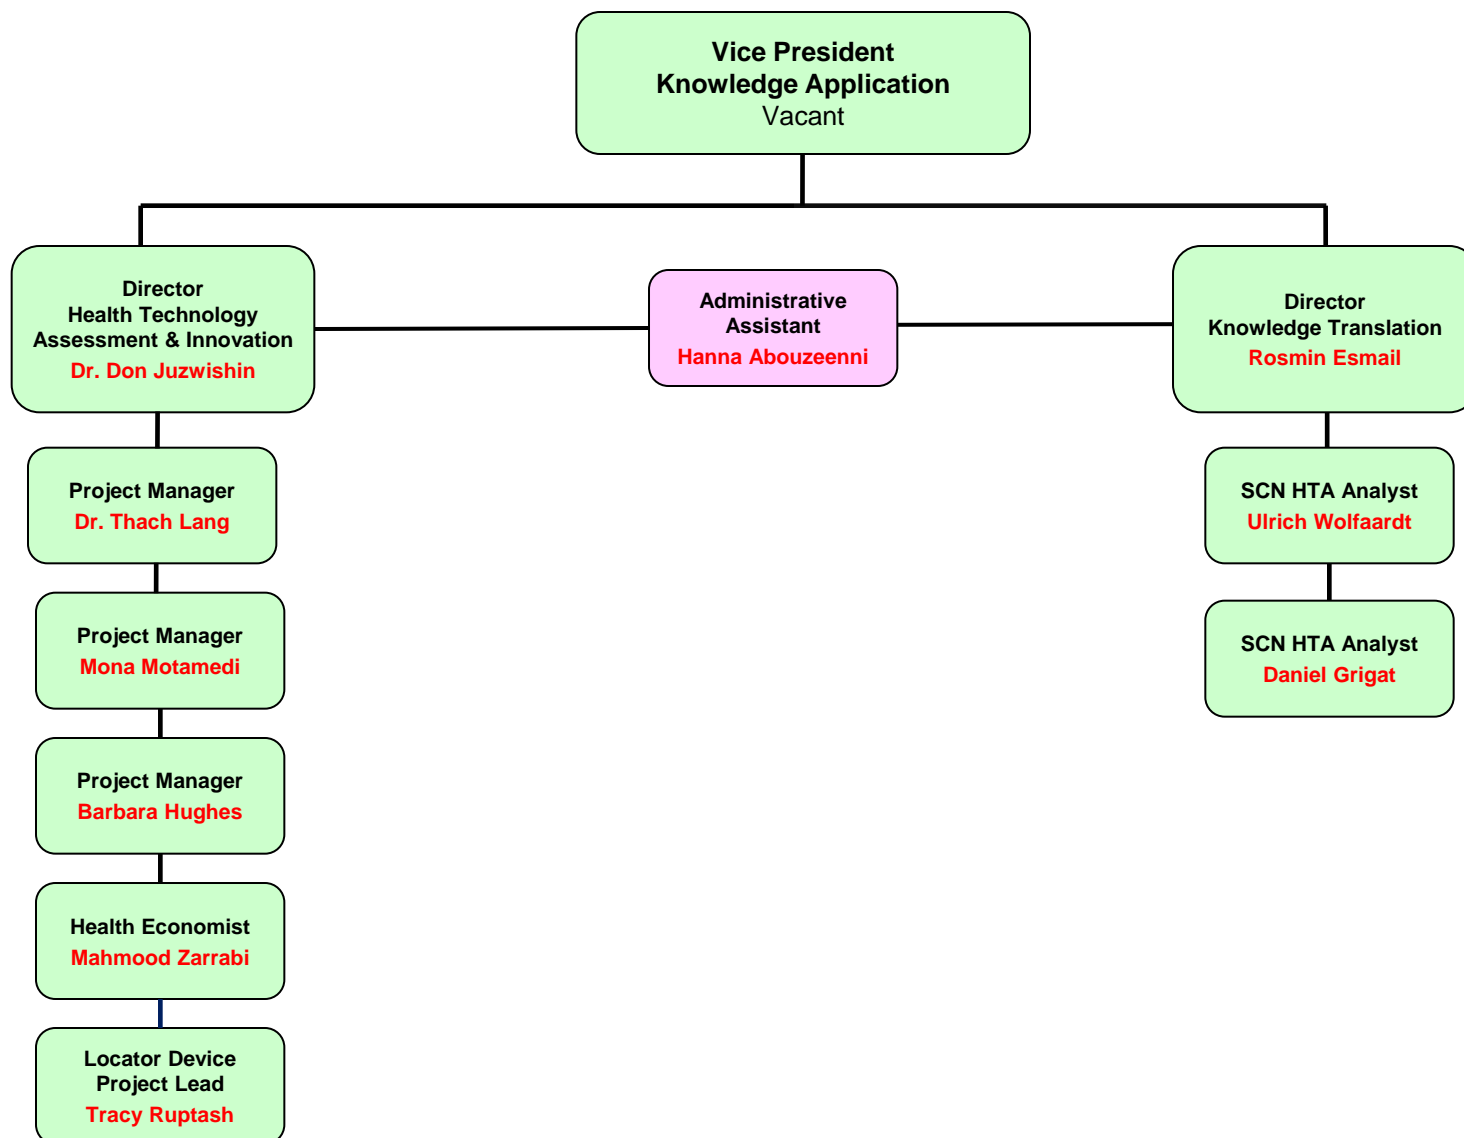 Vice President
Knowledge Application
Vacant
Director
Health Technology
Assessment & Innovation
Dr. Don Juzwishin
Administrative
Assistant
Hanna Abouzeenni
Director
Knowledge Translation
Rosmin Esmail
Project Manager
Dr. Thach Lang
SCN HTA Analyst
Ulrich Wolfaardt
Project Manager
Mona Motamedi
SCN HTA Analyst
Daniel Grigat
Project Manager
Barbara Hughes
Health Economist
Mahmood Zarrabi
Locator Device
Project Lead
Tracy Ruptash